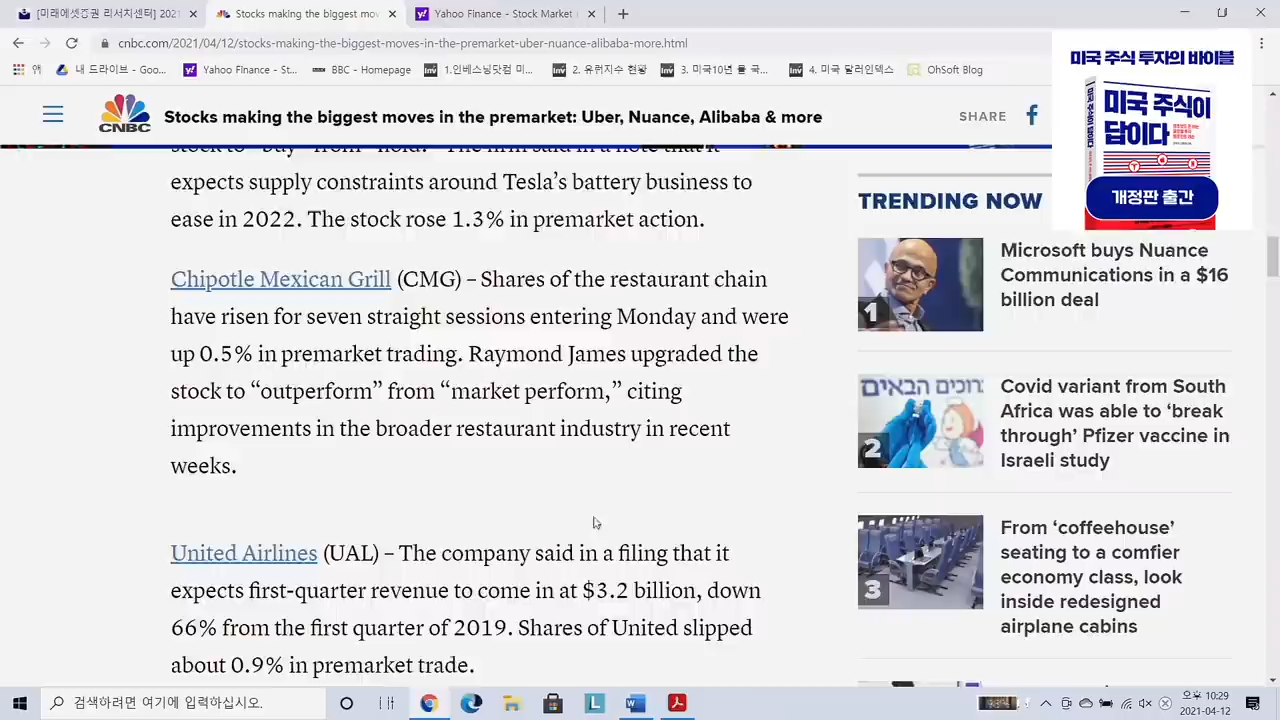 [미래에셋증권 리서치센터] 2021
Stocks making the biggest mov
Yahoo Finance - Stock Market
cnbc.com/2021/04/12/stocks-making-the-biggest-moves-in-the-premarket-uber-nuance-alibaba-more.html
앱
내 드라이브 - Goo...
Yahoo Finance - St...
BBC - Homepage
1.인베스팅닷컴 미...
2. 유퀴지수 현황
3. 미국10년 물 국...
4. 미국 달러인덱스
OhSoft Blog
미국 주식 투자의 바이블
미국 주식이
답이다
개정판 출간
CNBC
Stocks making the biggest moves in the premarket: Uber, Nuance, Alibaba & more
SHARE
expects supply constraints around Tesla's battery business to
ease in 2022. The stock rose 1.3% in premarket action.
Chipotle Mexican Grill (CMG) – Shares of the restaurant chain
have risen for seven straight sessions entering Monday and were
up 0.5% in premarket trading. Raymond James upgraded the
stock to “outperform” from “market perform,” citing
improvements in the broader restaurant industry in recent
weeks.
United Airlines (UAL) – The company said in a filing that it
expects first-quarter revenue to come in at $3.2 billion, down
66% from the first quarter of 2019. Shares of United slipped
about 0.9% in premarket trade.
TRENDING NOW
1
Microsoft buys Nuance
Communications in a $16
billion deal
2
Covid variant from South
Africa was able to ‘break
through’ Pfizer vaccine in
Israeli study
3
From ‘coffeehouse’
seating to a comfier
economy class, look
inside redesigned
airplane cabins
검색하려면 여기에 입력하십시오.
오후 10:29
2021-04-12